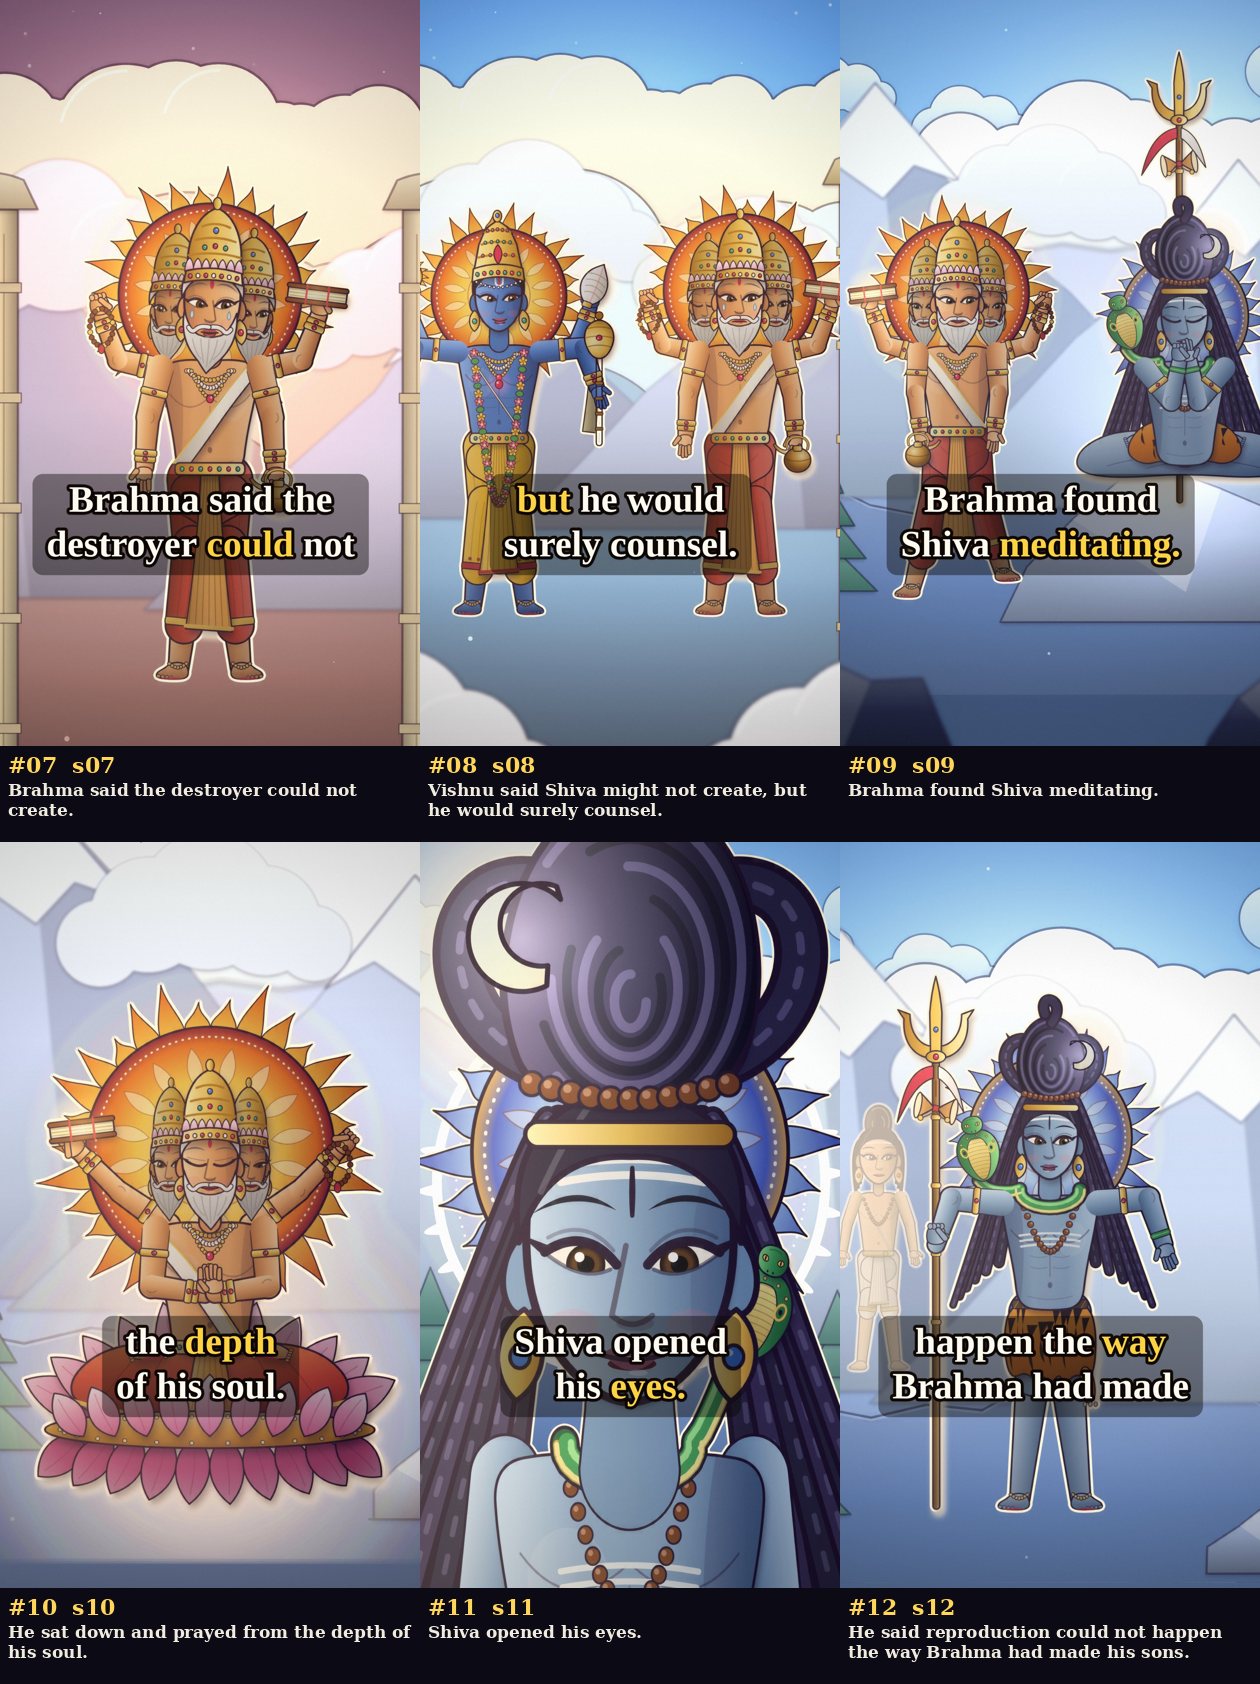 Brahma said the
destroyer could not
#07 s07
Brahma said the destroyer could not
create.
but he would
surely counsel.
#08 s08
Vishnu said Shiva might not create, but
he would surely counsel.
Brahma found
Shiva meditating.
#09 s09
Brahma found Shiva meditating.
the depth
of his soul.
#10 s10
He sat down and prayed from the depth of
his soul.
Shiva opened
his eyes.
#11 s11
Shiva opened his eyes.
happen the way
Brahma had made
#12 s12
He said reproduction could not happen
the way Brahma had made his sons.